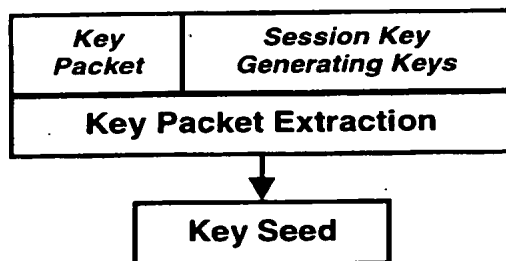 Key
Packet
Session Key
Generating Keys
Key Packet Extraction
Key Seed